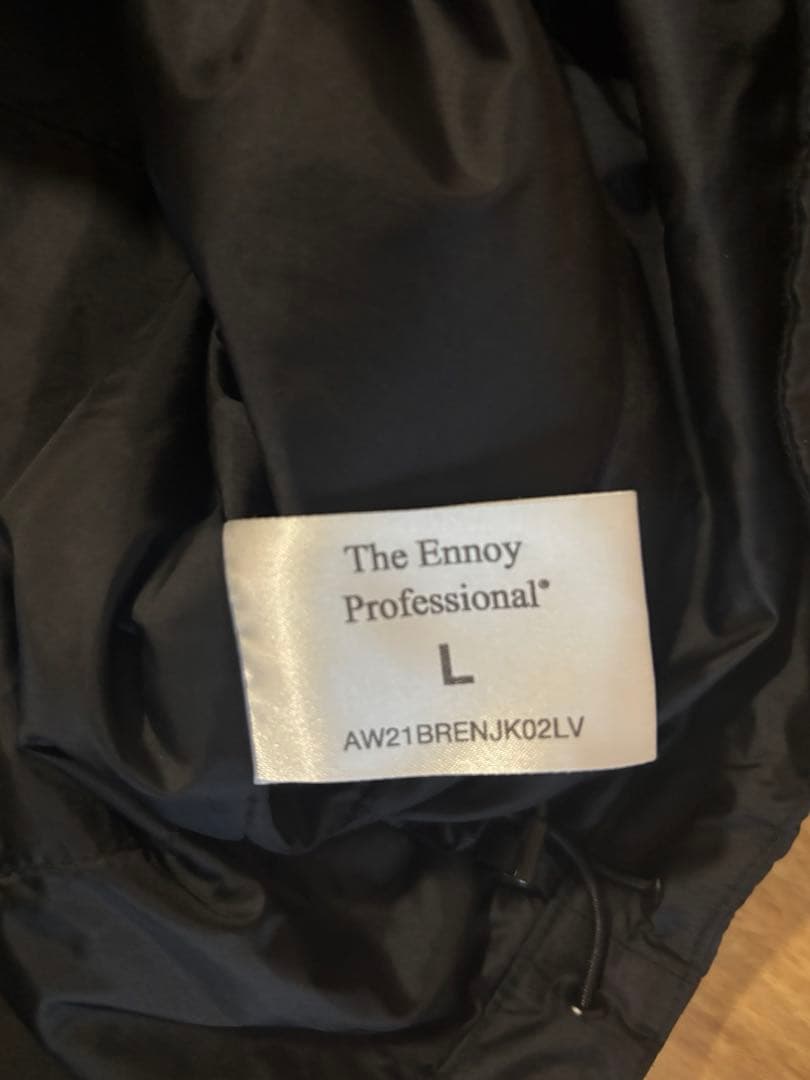 The Ennoy
Professional®
L
AW21BRENJK02LV